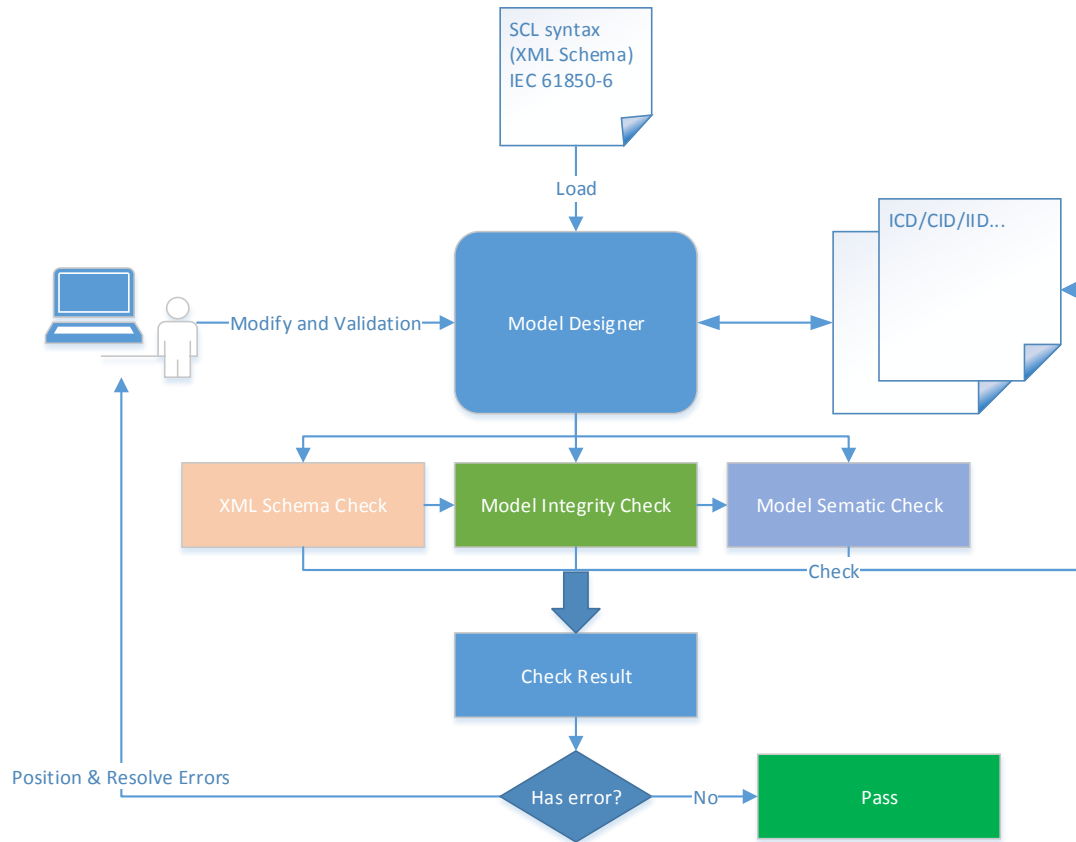 SCL syntax
(XML Schema)
IEC 61850-6
Load
ICD/CID/IID...
Modify and Validation
Model Designer
XML Schema Check
Model Integrity Check
Model Sematic Check
Check
Check Result
Position & Resolve Errors
Has error?
No
Pass